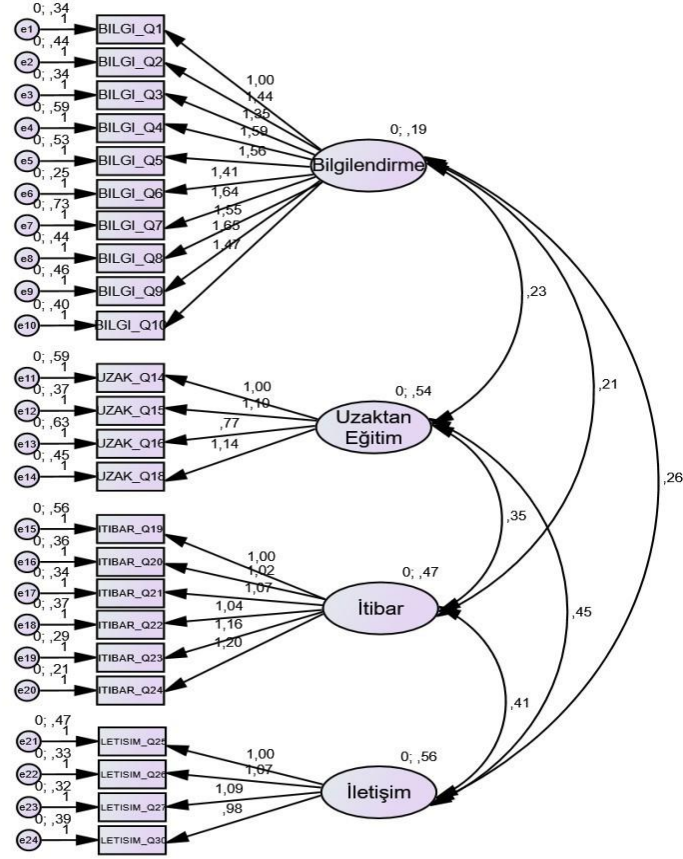 0; ,34
e1
1
BILGI_Q1
0; ,44
e2
1
BILGI_Q2
0; ,34
e3
1
BILGI_Q3
0; ,59
e4
1
BILGI_Q4
0; ,53
e5
1
BILGI_Q5
0; ,25
e6
1
BILGI_Q6
0; ,73
e7
1
BILGI_Q7
0; ,44
e8
1
BILGI_Q8
0; ,46
e9
1
BILGI_Q9
0; ,40
e10
1
BILGI_Q10
1,00
1,44
1,35
1,59
1,56
1,41
1,64
1,55
1,65
1,47
0; ,19
Bilgilendirme
0; ,59
e11
1
UZAK_Q14
0; ,37
e12
1
UZAK_Q15
0; ,63
e13
1
UZAK_Q16
0; ,45
e14
1
UZAK_Q18
1,00
1,10
,77
1,14
0; ,54
Uzaktan
Eğitim
0; ,56
e15
1
ITIBAR_Q19
0; ,36
e16
1
ITIBAR_Q20
0; ,34
e17
1
ITIBAR_Q21
0; ,37
e18
1
ITIBAR_Q22
0; ,29
e19
1
ITIBAR_Q23
0; ,21
e20
1
ITIBAR_Q24
1,00
1,02
1,07
1,04
1,16
1,20
0; ,47
İtibar
0; ,47
e21
1
LETISIM_Q25
0; ,33
e22
1
LETISIM_Q26
0; ,32
e23
1
LETISIM_Q27
0; ,39
e24
1
LETISIM_Q30
1,00
1,07
1,09
,98
0; ,56
İletişim
,23
,21
,26
,35
,45
,41